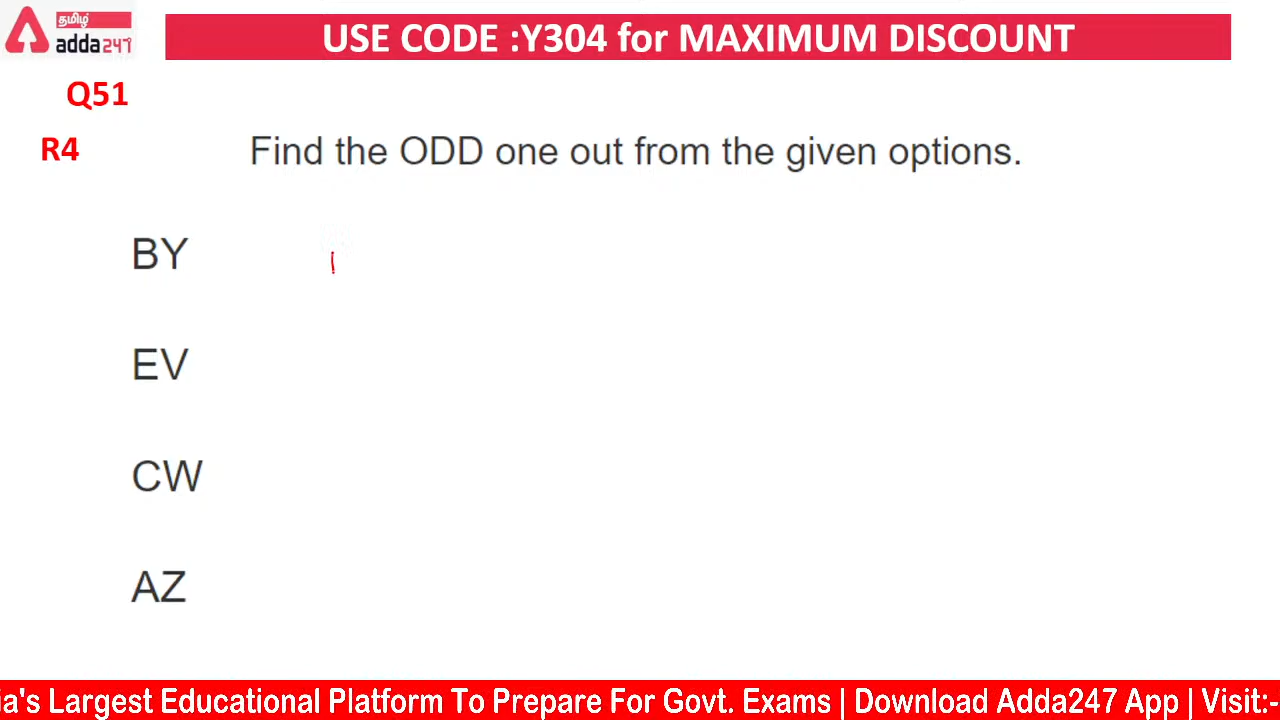 தமிழ்
adda247
USE CODE :Y304 for MAXIMUM DISCOUNT
Q51
R4
Find the ODD one out from the given options.
BY
EV
CW
AZ
ia's Largest Educational Platform To Prepare For Govt. Exams | Download Adda247 App | Visit:-